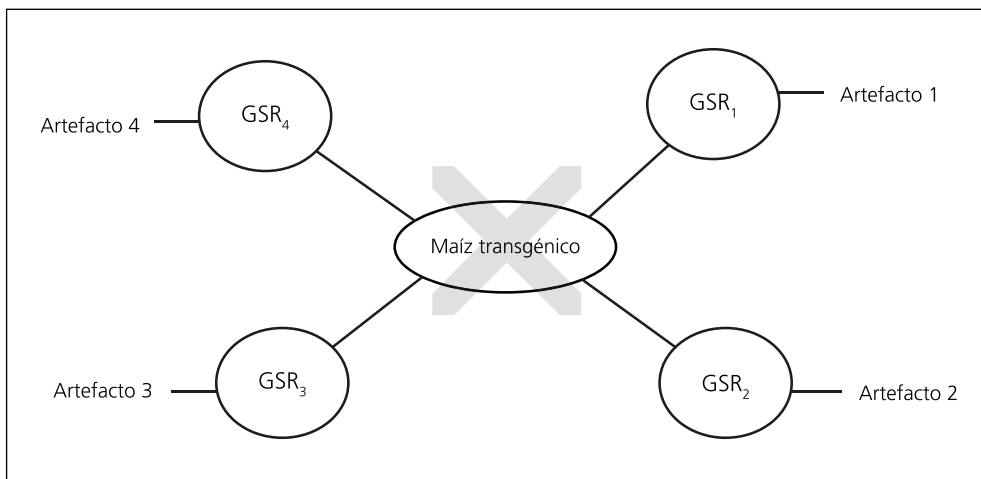 GSR₄
GSR₁
Artefacto 4
Artefacto 1
Maíz transgénico
Artefacto 3
GSR₃
GSR₂
Artefacto 2